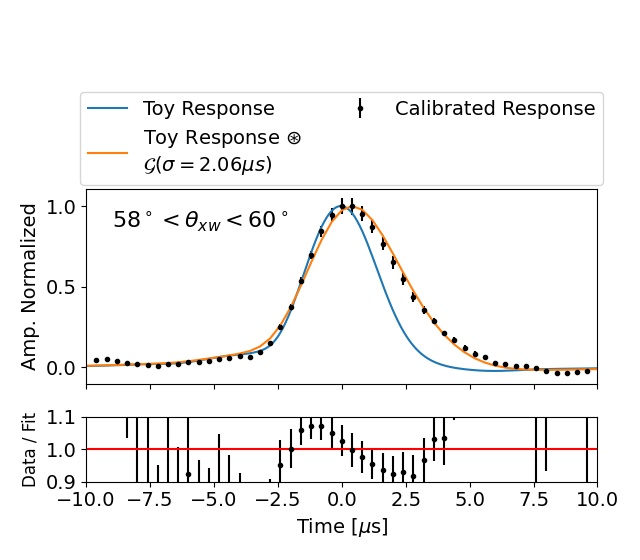 Toy Response
Calibrated Response
Toy Response ⊛
𝒢(σ = 2.06μs)
58° < θxw < 60°
1.0
0.5
0.0
Amp. Normalized
1.1
1.0
0.9
Data / Fit
−10.0 −7.5 −5.0 −2.5 0.0 2.5 5.0 7.5 10.0
Time [μs]